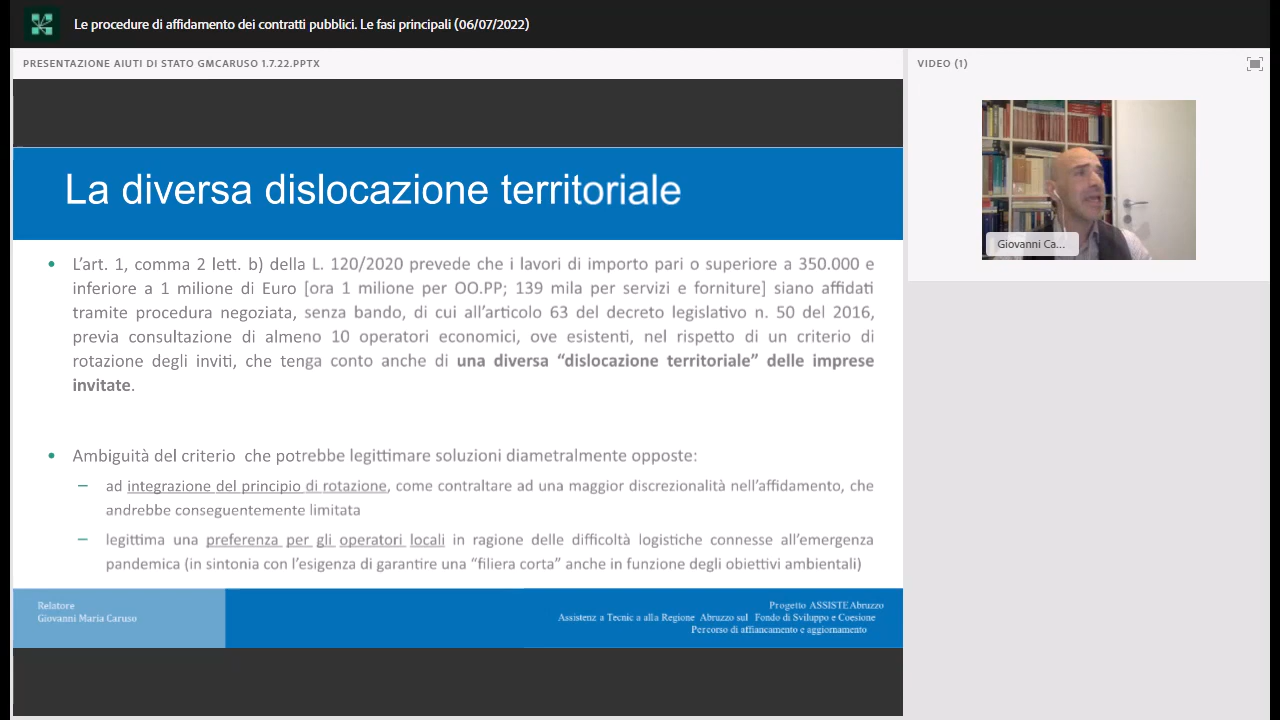 Le procedure di affidamento dei contratti pubblici. Le fasi principali (06/07/2022)
PRESENTAZIONE AIUTI DI STATO GMCARUSO 1.7.22.PPTX
VIDEO (1)
La diversa dislocazione territoriale
• L’art. 1, comma 2 lett. b) della L. 120/2020 prevede che i lavori di importo pari o superiore a 350.000 e
inferiore a 1 milione di Euro [ora 1 milione per OO.PP; 139 mila per servizi e forniture] siano affidati
tramite procedura negoziata, senza bando, di cui all’articolo 63 del decreto legislativo n. 50 del 2016,
previa consultazione di almeno 10 operatori economici, ove esistenti, nel rispetto di un criterio di
rotazione degli inviti, che tenga conto anche di una diversa “dislocazione territoriale” delle imprese
invitate.
• Ambiguità del criterio che potrebbe legittimare soluzioni diametralmente opposte:
– ad integrazione del principio di rotazione, come contraltare ad una maggior discrezionalità nell’affidamento, che
andrebbe conseguentemente limitata
– legittima una preferenza per gli operatori locali in ragione delle difficoltà logistiche connesse all’emergenza
pandemica (in sintonia con l’esigenza di garantire una “filiera corta” anche in funzione degli obiettivi ambientali)
Relatore
Giovanni Maria Caruso
Progetto ASSISTE Abruzzo
Assistenz a Tecnic a alla Regione Abruzzo sul Fondo di Sviluppo e Coesione
Percorso di affiancamento e aggiornamento
Giovanni Ca...